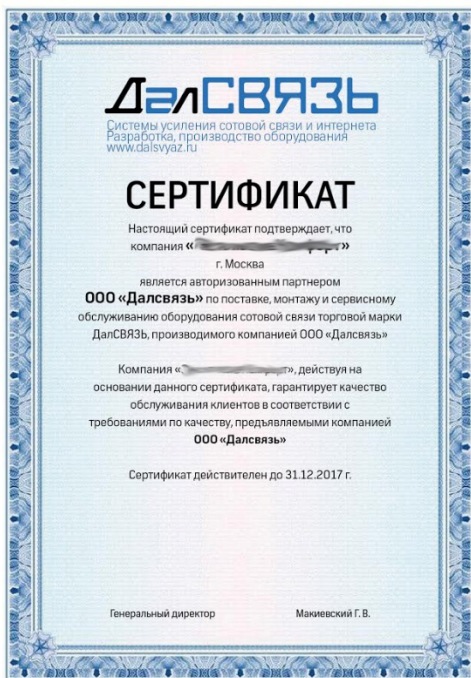 ДалСВЯЗЬ
Системы усиления сотовой связи и интернета
Разработка, производство оборудования
www.dalsvyaz.ru
СЕРТИФИКАТ
Настоящий сертификат подтверждает, что
компания « »
г. Москва
является авторизованным партнером
ООО «Далсвязь» по поставке, монтажу и сервисному
обслуживанию оборудования сотовой связи торговой марки
ДалСВЯЗЬ, производимого компанией ООО «Далсвязь»
Компания « », действуя на
основании данного сертификата, гарантирует качество
обслуживания клиентов в соответствии с
требованиями по качеству, предъявляемыми компанией
ООО «Далсвязь»
Сертификат действителен до 31.12.2017 г.
Генеральный директор Макиевский Г. В.